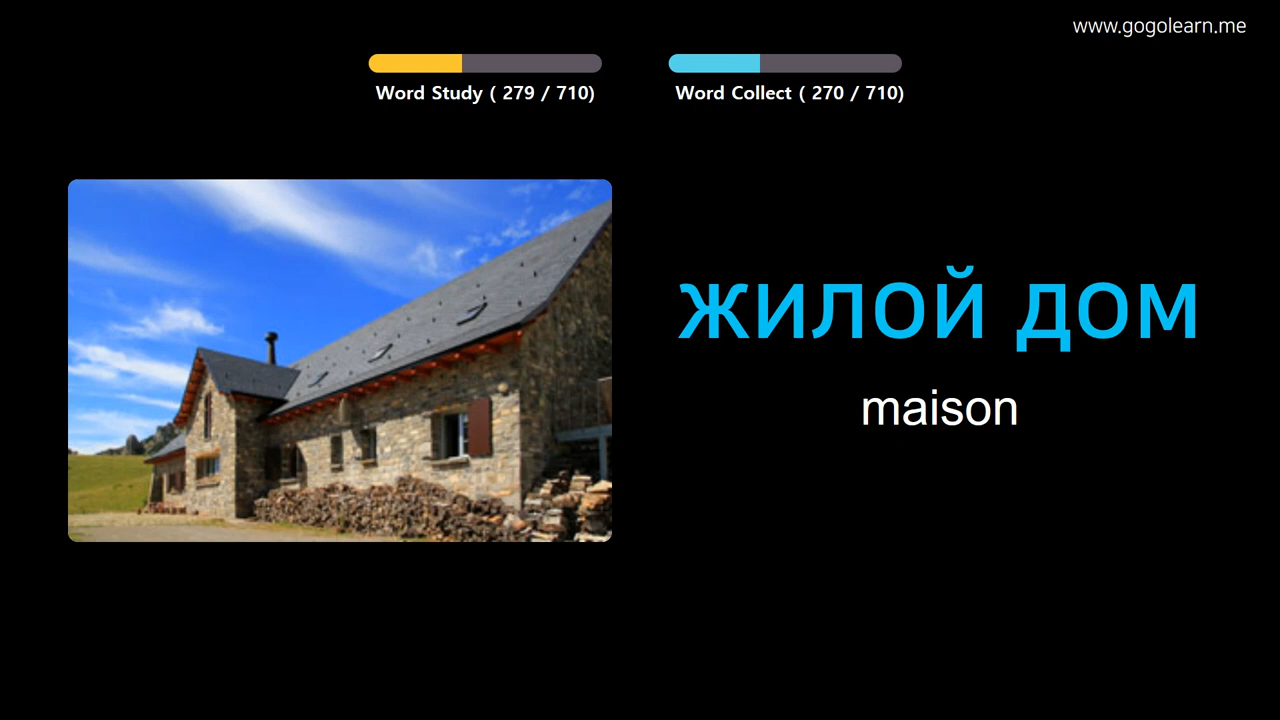 www.gogolearn.me
Word Study ( 279 / 710)
Word Collect ( 270 / 710)
жилой дом
maison